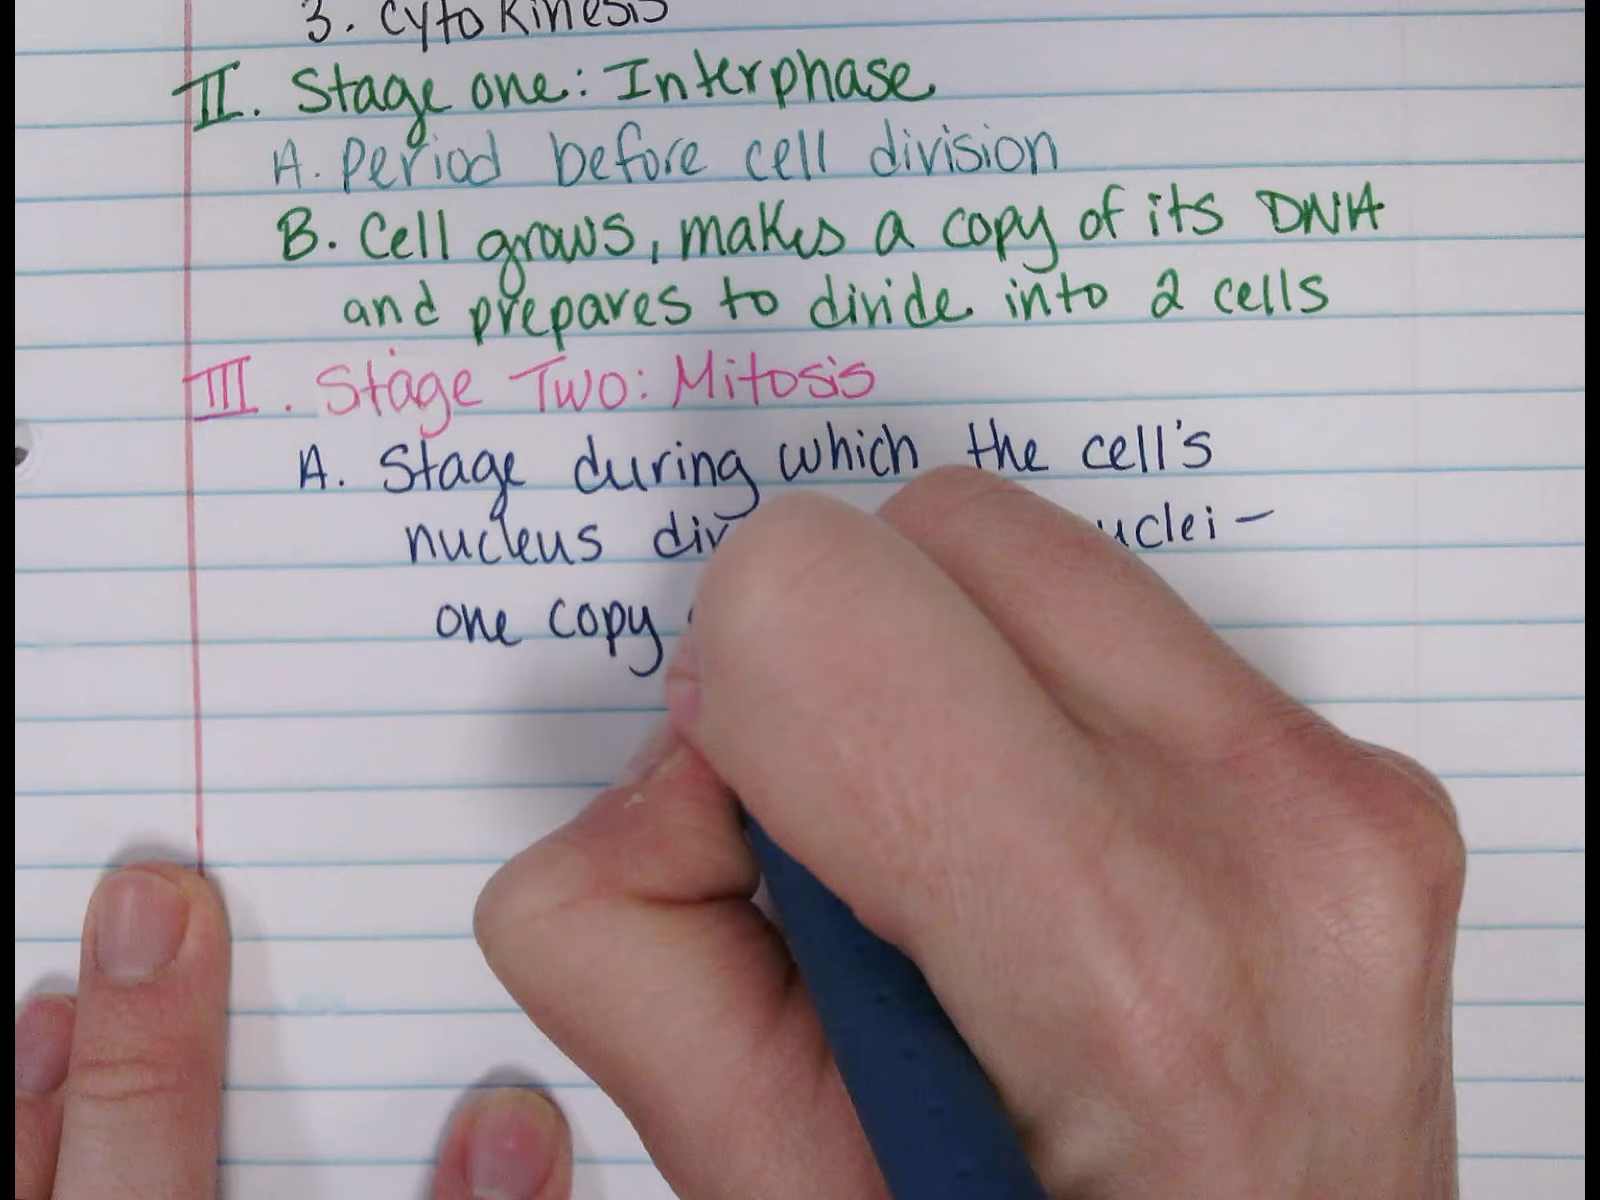 3. Cytokinesis
II. Stage one: Interphase
A. Period before cell division
B. Cell grows, makes a copy of its DNA
and prepares to divide into 2 cells
III. Stage Two: Mitosis
A. Stage during which the cell's
nucleus
one copy